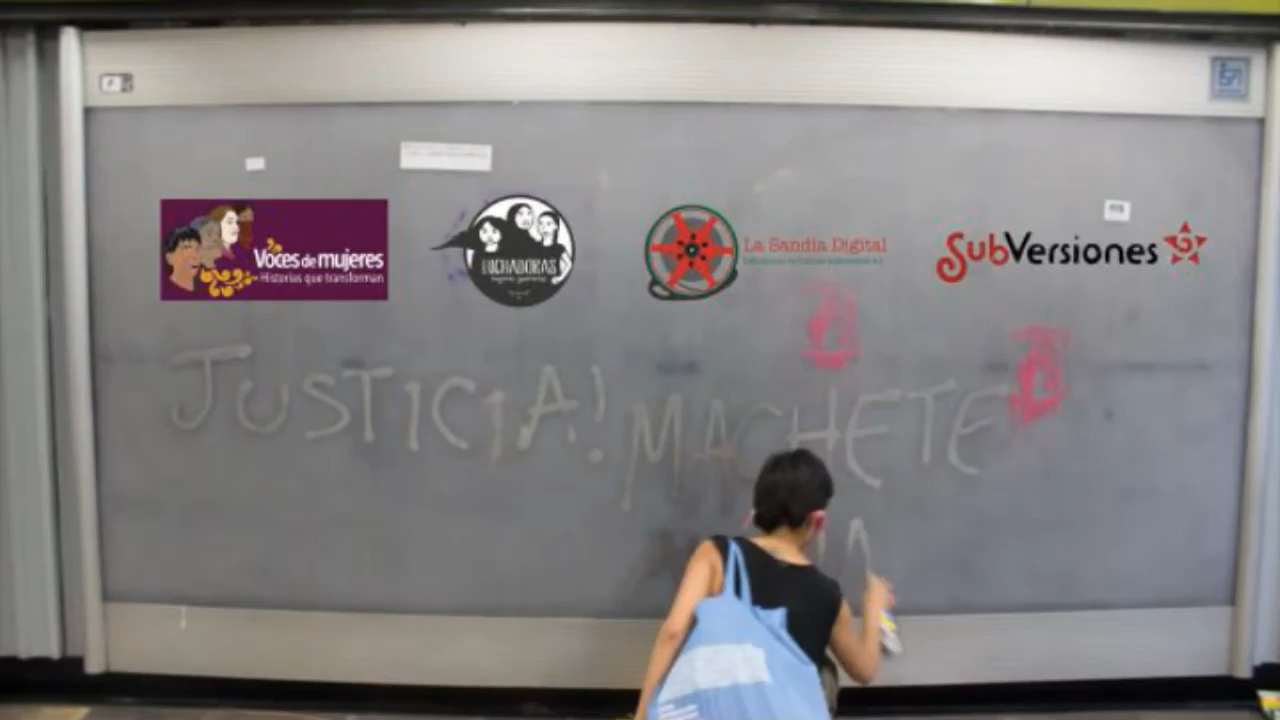 Voces de mujeres
Historias que transforman
LUCHADORAS
La Sandía Digital
SubVersiones
JUSTICIA! MACHETE
A